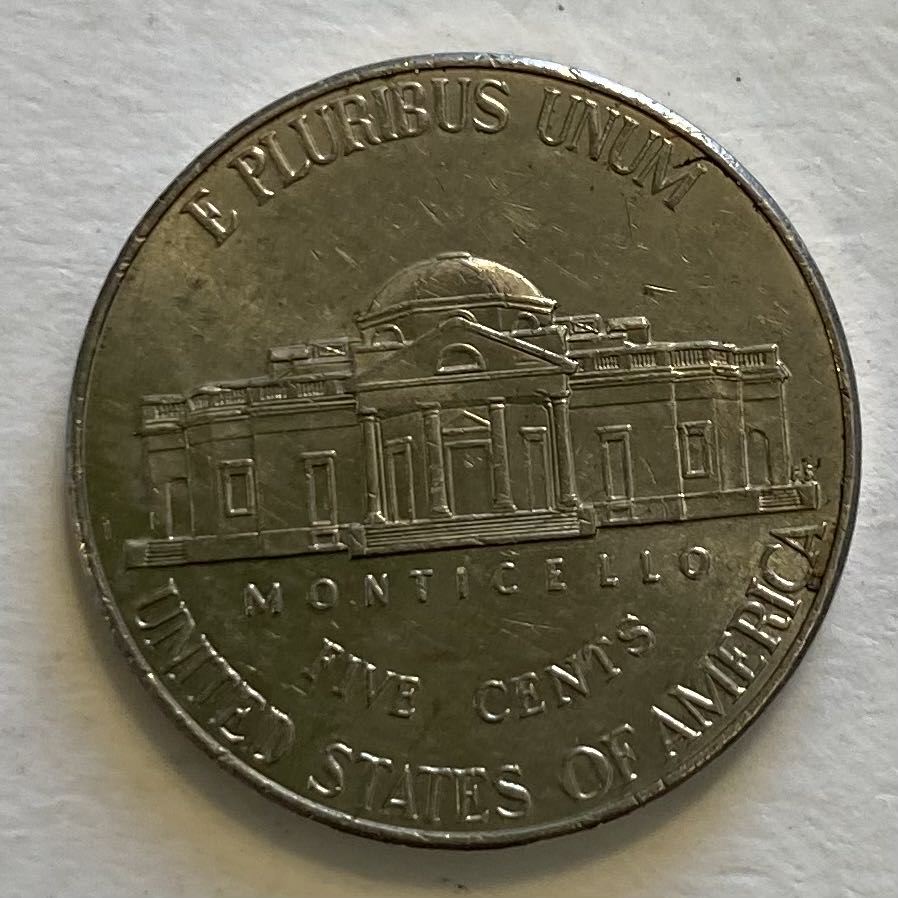 E PLURIBUS UNUM
MONTICELLO
FIVE CENTS
UNITED STATES OF AMERICA